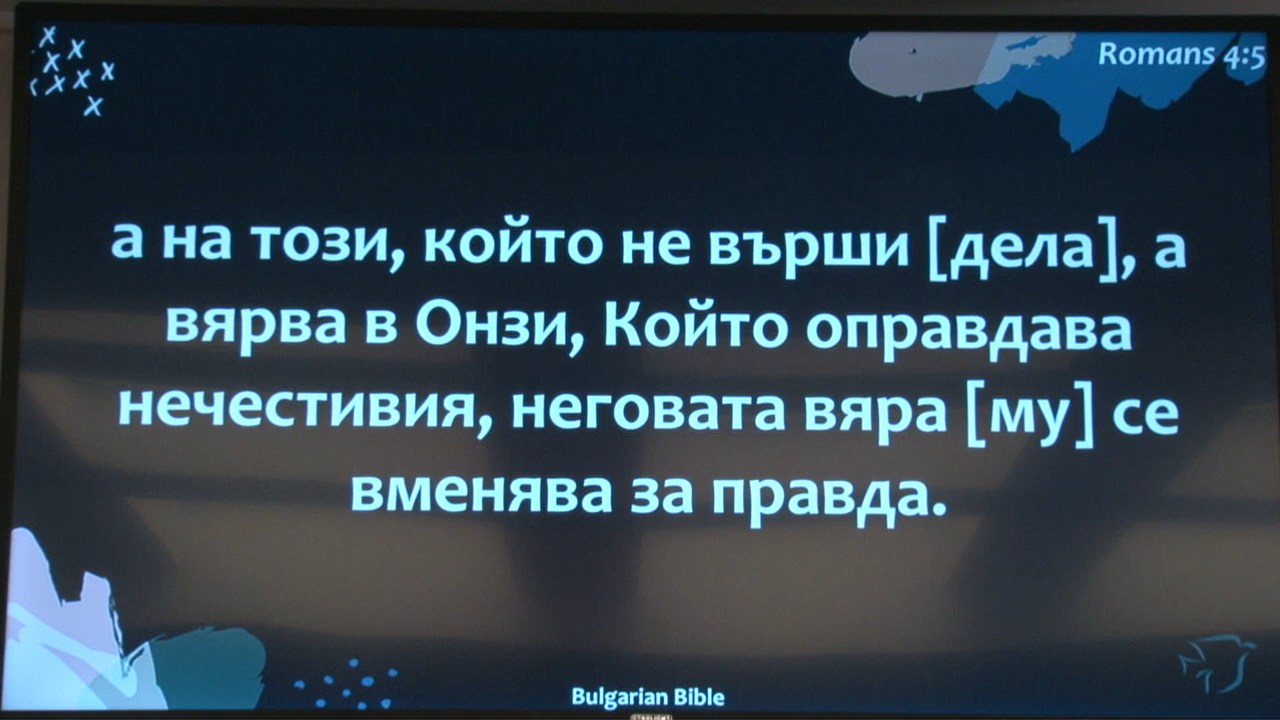 Romans 4:5
а на този, който не върши [дела], а
вярва в Онзи, Който оправдава
нечестивия, неговата вяра [му] се
вменява за правда.
Bulgarian Bible
STARLIGHT